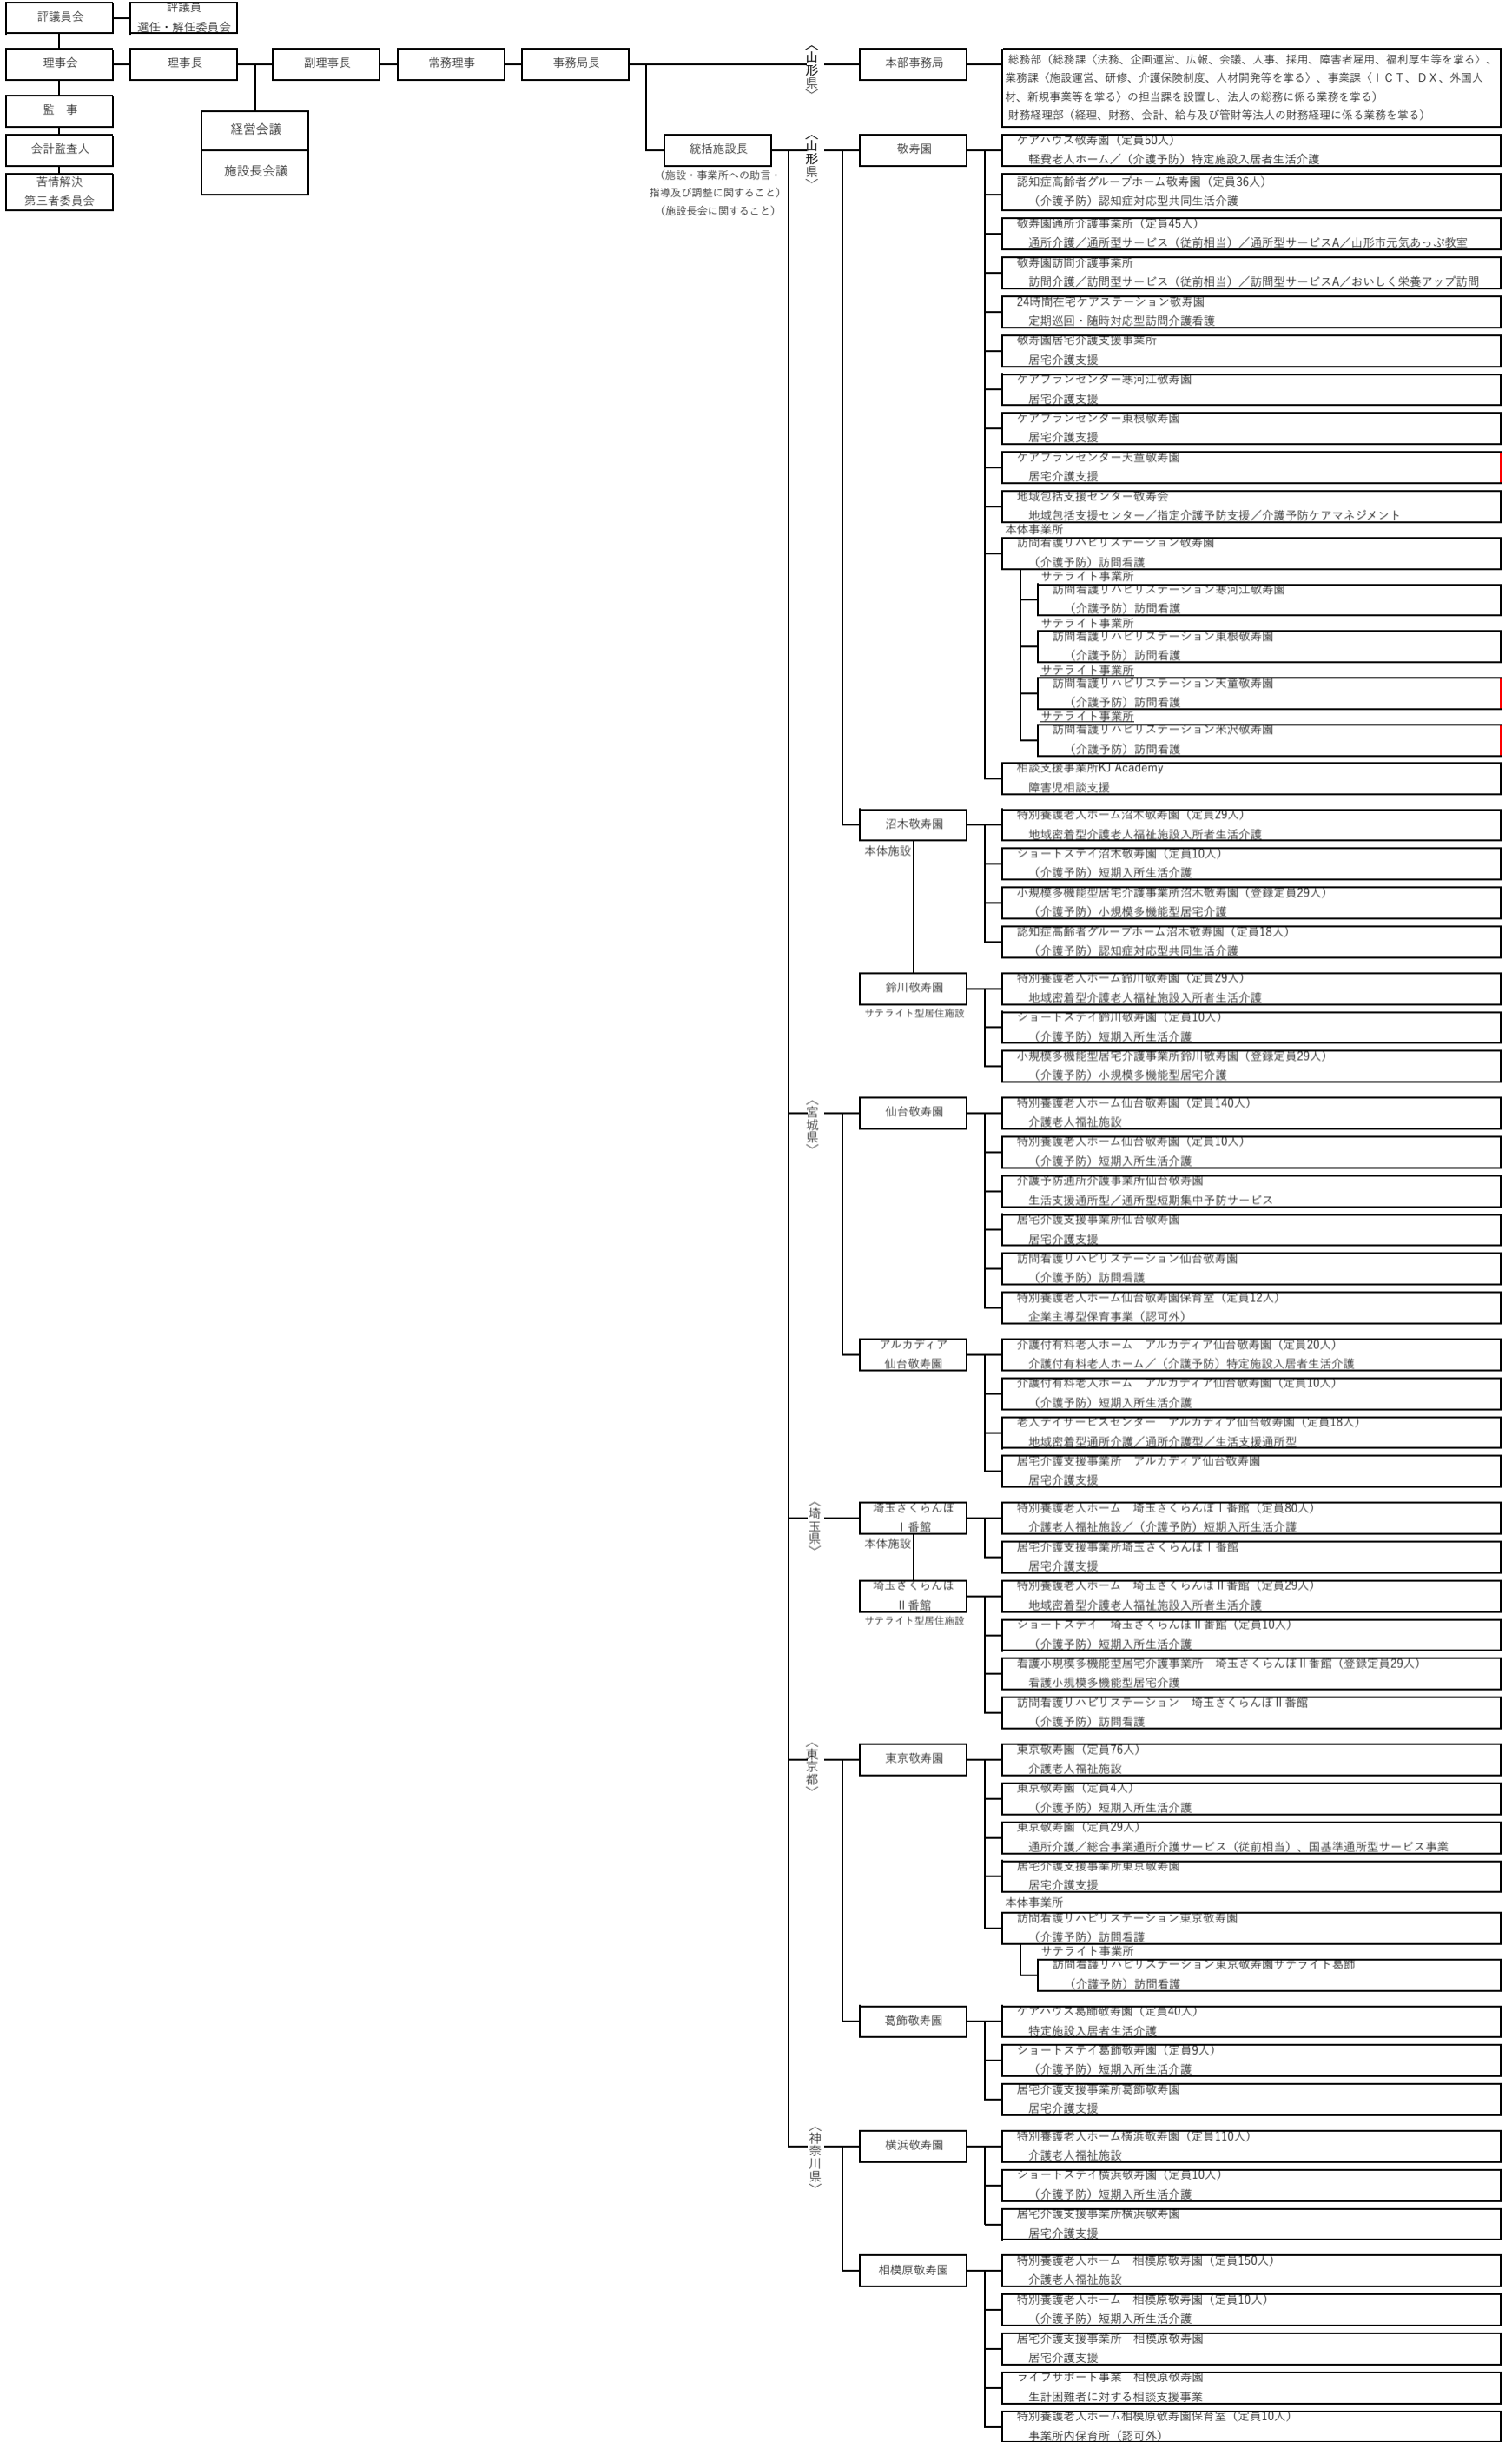 評議員会
評議員
選任・解任委員会
理事会
理事長
副理事長
常務理事
事務局長
〈山形県〉
本部事務局
総務部（総務課〈法務、企画運営、広報、会議、人事、採用、障害者雇用、福利厚生等を掌る〉、
業務課〈施設運営、研修、介護保険制度、人材開発等を掌る〉、事業課〈ＩＣＴ、ＤＸ、外国人
材、新規事業等を掌る〉の担当課を設置し、法人の総務に係る業務を掌る）
財務経理部（経理、財務、会計、給与及び管財等法人の財務経理に係る業務を掌る）
監　事
経営会議
施設長会議
会計監査人
苦情解決
第三者委員会
統括施設長
（施設・事業所への助言・
指導及び調整に関すること）
（施設長会に関すること）
〈山形県〉
敬寿園
ケアハウス敬寿園（定員50人）
軽費老人ホーム／（介護予防）特定施設入居者生活介護
認知症高齢者グループホーム敬寿園（定員36人）
（介護予防）認知症対応型共同生活介護
敬寿園通所介護事業所（定員45人）
通所介護／通所型サービス（従前相当）／通所型サービスA／山形市元気あっぷ教室
敬寿園訪問介護事業所
訪問介護／訪問型サービス（従前相当）／訪問型サービスA／おいしく栄養アップ訪問
24時間在宅ケアステーション敬寿園
定期巡回・随時対応型訪問介護看護
敬寿園居宅介護支援事業所
居宅介護支援
ケアプランセンター寒河江敬寿園
居宅介護支援
ケアプランセンター東根敬寿園
居宅介護支援
ケアプランセンター天童敬寿園
居宅介護支援
地域包括支援センター敬寿会
地域包括支援センター／指定介護予防支援／介護予防ケアマネジメント
本体事業所
訪問看護リハビリステーション敬寿園
（介護予防）訪問看護
サテライト事業所
訪問看護リハビリステーション寒河江敬寿園
（介護予防）訪問看護
サテライト事業所
訪問看護リハビリステーション東根敬寿園
（介護予防）訪問看護
サテライト事業所
訪問看護リハビリステーション天童敬寿園
（介護予防）訪問看護
サテライト事業所
訪問看護リハビリステーション米沢敬寿園
（介護予防）訪問看護
相談支援事業所KJ Academy
障害児相談支援
沼木敬寿園
本体施設
特別養護老人ホーム沼木敬寿園（定員29人）
地域密着型介護老人福祉施設入所者生活介護
ショートステイ沼木敬寿園（定員10人）
（介護予防）短期入所生活介護
小規模多機能型居宅介護事業所沼木敬寿園（登録定員29人）
（介護予防）小規模多機能型居宅介護
認知症高齢者グループホーム沼木敬寿園（定員18人）
（介護予防）認知症対応型共同生活介護
鈴川敬寿園
サテライト型居住施設
特別養護老人ホーム鈴川敬寿園（定員29人）
地域密着型介護老人福祉施設入所者生活介護
ショートステイ鈴川敬寿園（定員10人）
（介護予防）短期入所生活介護
小規模多機能型居宅介護事業所鈴川敬寿園（登録定員29人）
（介護予防）小規模多機能型居宅介護
〈宮城県〉
仙台敬寿園
特別養護老人ホーム仙台敬寿園（定員140人）
介護老人福祉施設
特別養護老人ホーム仙台敬寿園（定員10人）
（介護予防）短期入所生活介護
介護予防通所介護事業所仙台敬寿園
生活支援通所型／通所型短期集中予防サービス
居宅介護支援事業所仙台敬寿園
居宅介護支援
訪問看護リハビリステーション仙台敬寿園
（介護予防）訪問看護
特別養護老人ホーム仙台敬寿園保育室（定員12人）
企業主導型保育事業（認可外）
アルカディア
仙台敬寿園
介護付有料老人ホーム　アルカディア仙台敬寿園（定員20人）
介護付有料老人ホーム／（介護予防）特定施設入居者生活介護
介護付有料老人ホーム　アルカディア仙台敬寿園（定員10人）
（介護予防）短期入所生活介護
老人デイサービスセンター　アルカディア仙台敬寿園（定員18人）
地域密着型通所介護／通所介護型／生活支援通所型
居宅介護支援事業所　アルカディア仙台敬寿園
居宅介護支援
〈埼玉県〉
埼玉さくらんぼ
Ⅰ番館
本体施設
特別養護老人ホーム　埼玉さくらんぼⅠ番館（定員80人）
介護老人福祉施設／（介護予防）短期入所生活介護
居宅介護支援事業所埼玉さくらんぼⅠ番館
居宅介護支援
埼玉さくらんぼ
Ⅱ番館
サテライト型居住施設
特別養護老人ホーム　埼玉さくらんぼⅡ番館（定員29人）
地域密着型介護老人福祉施設入所者生活介護
ショートステイ　埼玉さくらんぼⅡ番館（定員10人）
（介護予防）短期入所生活介護
看護小規模多機能型居宅介護事業所　埼玉さくらんぼⅡ番館（登録定員29人）
看護小規模多機能型居宅介護
訪問看護リハビリステーション　埼玉さくらんぼⅡ番館
（介護予防）訪問看護
〈東京都〉
東京敬寿園
東京敬寿園（定員76人）
介護老人福祉施設
東京敬寿園（定員4人）
（介護予防）短期入所生活介護
東京敬寿園（定員29人）
通所介護／総合事業通所介護サービス（従前相当）、国基準通所型サービス事業
居宅介護支援事業所東京敬寿園
居宅介護支援
本体事業所
訪問看護リハビリステーション東京敬寿園
（介護予防）訪問看護
サテライト事業所
訪問看護リハビリステーション東京敬寿園サテライト葛飾
（介護予防）訪問看護
葛飾敬寿園
ケアハウス葛飾敬寿園（定員40人）
特定施設入居者生活介護
ショートステイ葛飾敬寿園（定員9人）
（介護予防）短期入所生活介護
居宅介護支援事業所葛飾敬寿園
居宅介護支援
〈神奈川県〉
横浜敬寿園
特別養護老人ホーム横浜敬寿園（定員110人）
介護老人福祉施設
ショートステイ横浜敬寿園（定員10人）
（介護予防）短期入所生活介護
居宅介護支援事業所横浜敬寿園
居宅介護支援
相模原敬寿園
特別養護老人ホーム　相模原敬寿園（定員150人）
介護老人福祉施設
特別養護老人ホーム　相模原敬寿園（定員10人）
（介護予防）短期入所生活介護
居宅介護支援事業所　相模原敬寿園
居宅介護支援
ライフサポート事業　相模原敬寿園
生計困難者に対する相談支援事業
特別養護老人ホーム相模原敬寿園保育室（定員10人）
事業所内保育所（認可外）